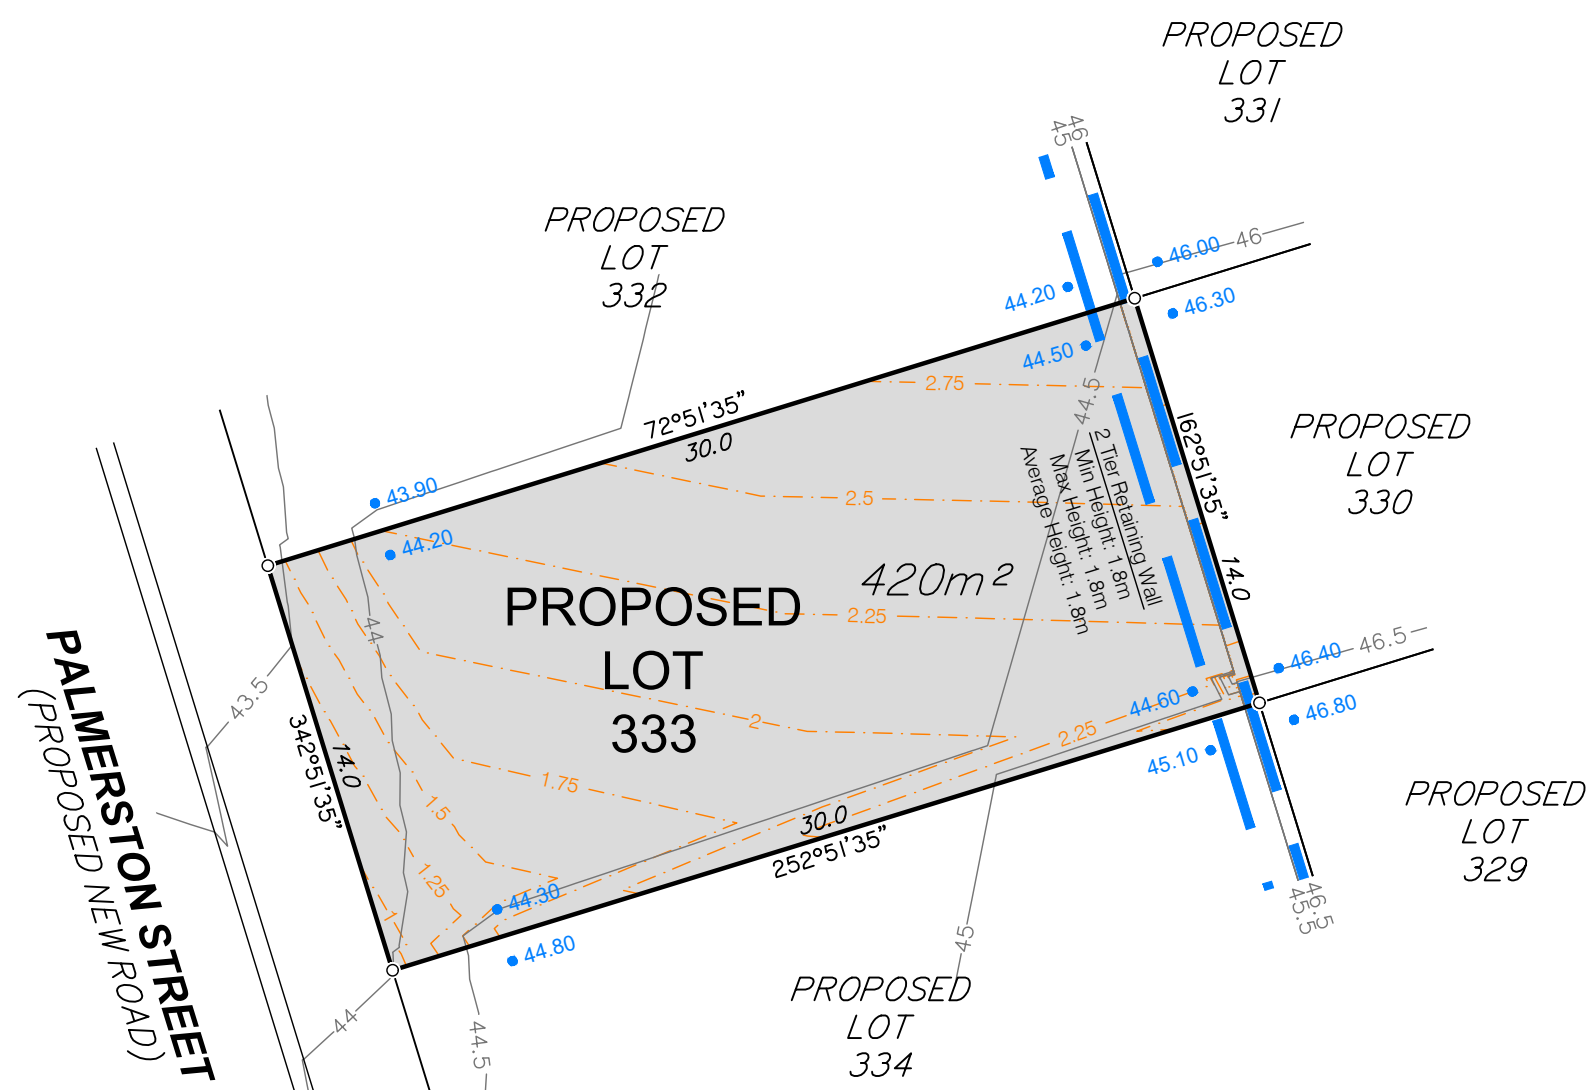 PROPOSED
LOT
331
46
45
PROPOSED
LOT
332
46.00
46
44.20
46.30
44.50
2.75
44.5
72°51'35"
30.0
162°51'35"
14.0
PROPOSED
LOT
330
2 Tier Retaining Wall
Min Height: 1.8m
Max Height: 1.8m
Average Height: 1.8m
43.90
44.20
2.5
420m²
PROPOSED
LOT
333
2.25
44
43.5
46.5
46.40
44.60
46.80
45.10
2.25
2
1.75
1.5
1.25
1
342°51'35"
14.0
30.0
252°51'35"
PALMERSTON STREET
(PROPOSED NEW ROAD)
44.30
44.80
45
PROPOSED
LOT
329
46.5
45.5
PROPOSED
LOT
334
44
44.5